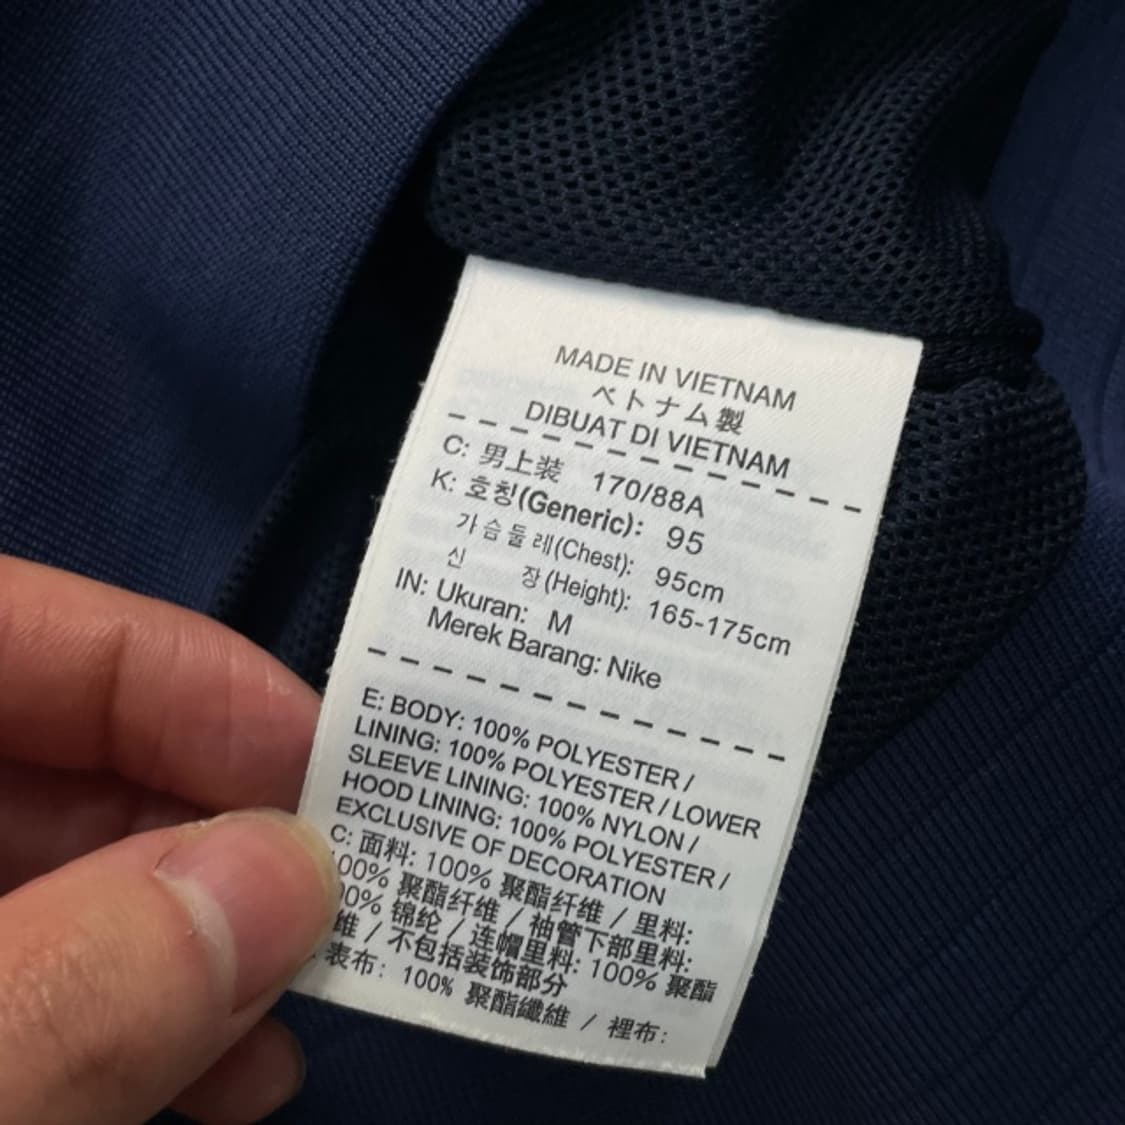 MADE IN VIETNAM
ベトナム製
DIBUAT DI VIETNAM
C: 男上装 170/88A
K: 호칭(Generic): 95
가슴둘레(Chest): 95cm
신 장(Height): 165-175cm
IN: Ukuran: M
Merek Barang: Nike
E: BODY: 100% POLYESTER /
LINING: 100% POLYESTER / LOWER
SLEEVE LINING: 100% NYLON /
HOOD LINING: 100% POLYESTER /
EXCLUSIVE OF DECORATION
C: 面料: 100% 聚酯纤维 / 里料:
100% 聚酯纤维 / 袖管下部里料:
00% 锦纶 / 连帽里料: 100% 聚酯
维 / 不包括装饰部分
表布: 100% 聚酯纖維 / 裡布: